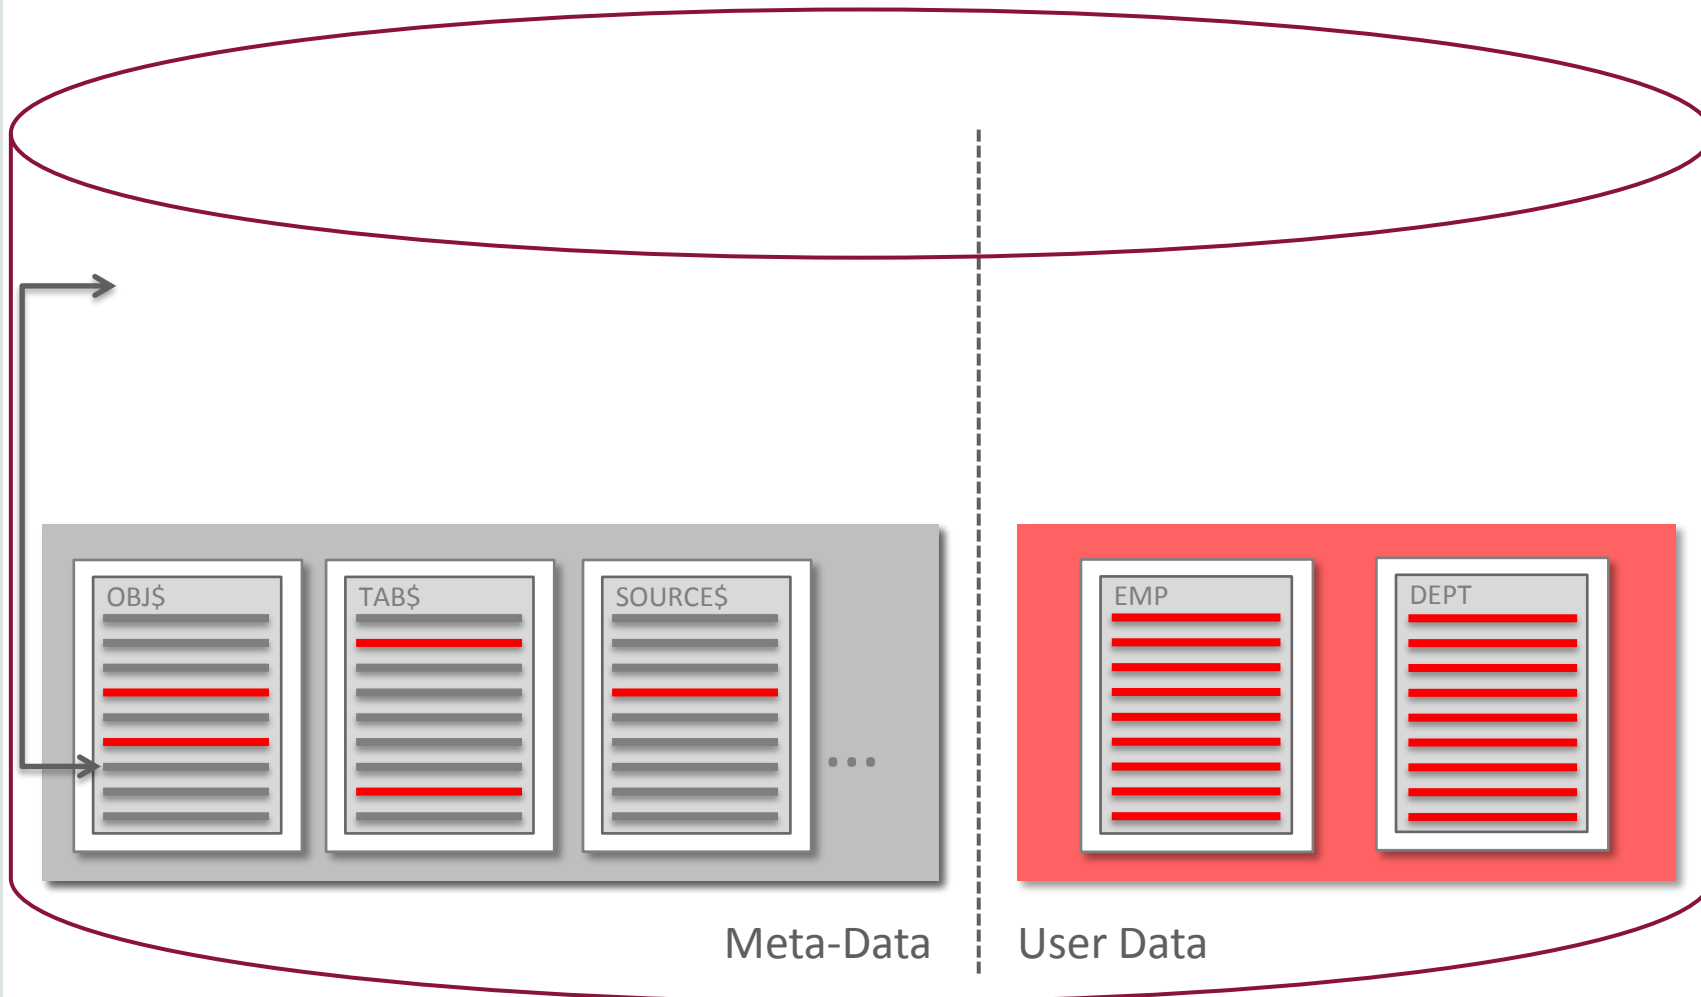 OBJ$
TAB$
SOURCE$
...
EMP
DEPT
Meta-Data
User Data